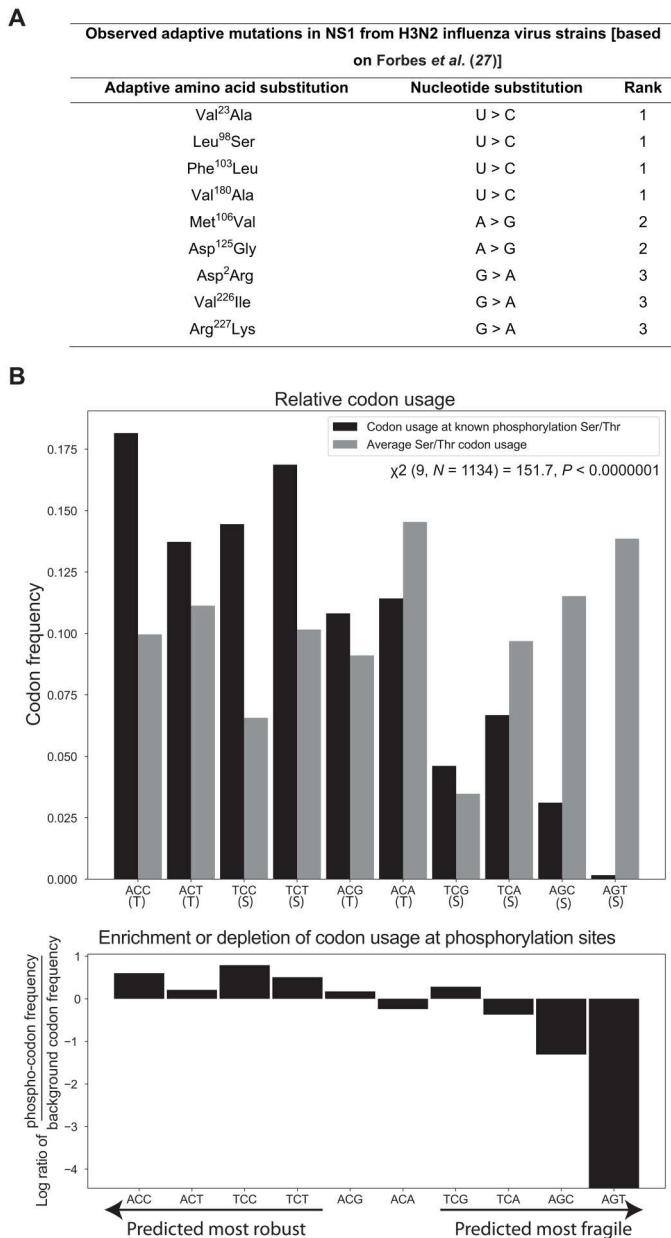 A
Observed adaptive mutations in NS1 from H3N2 influenza virus strains [based
on Forbes et al. (27)]
Adaptive amino acid substitution Nucleotide substitution Rank
Val23Ala U > C 1
Leu98Ser U > C 1
Phe103Leu U > C 1
Val180Ala U > C 1
Met106Val A > G 2
Asp125Gly A > G 2
Asp2Arg G > A 3
Val226Ile G > A 3
Arg227Lys G > A 3
B
Relative codon usage
Codon usage at known phosphorylation Ser/Thr
Average Ser/Thr codon usage
χ2 (9, N = 1134) = 151.7, P < 0.0000001
Codon frequency
0.175
0.150
0.125
0.100
0.075
0.050
0.025
0.000
ACC ACT TCC TCT ACG ACA TCG TCA AGC AGT
(T) (T) (S) (S) (T) (T) (S) (S) (S) (S)
Enrichment or depletion of codon usage at phosphorylation sites
Log ratio of phospho-codon frequency
background codon frequency
1
0
−1
−2
−3
−4
ACC ACT TCC TCT ACG ACA TCG TCA AGC AGT
Predicted most robust Predicted most fragile